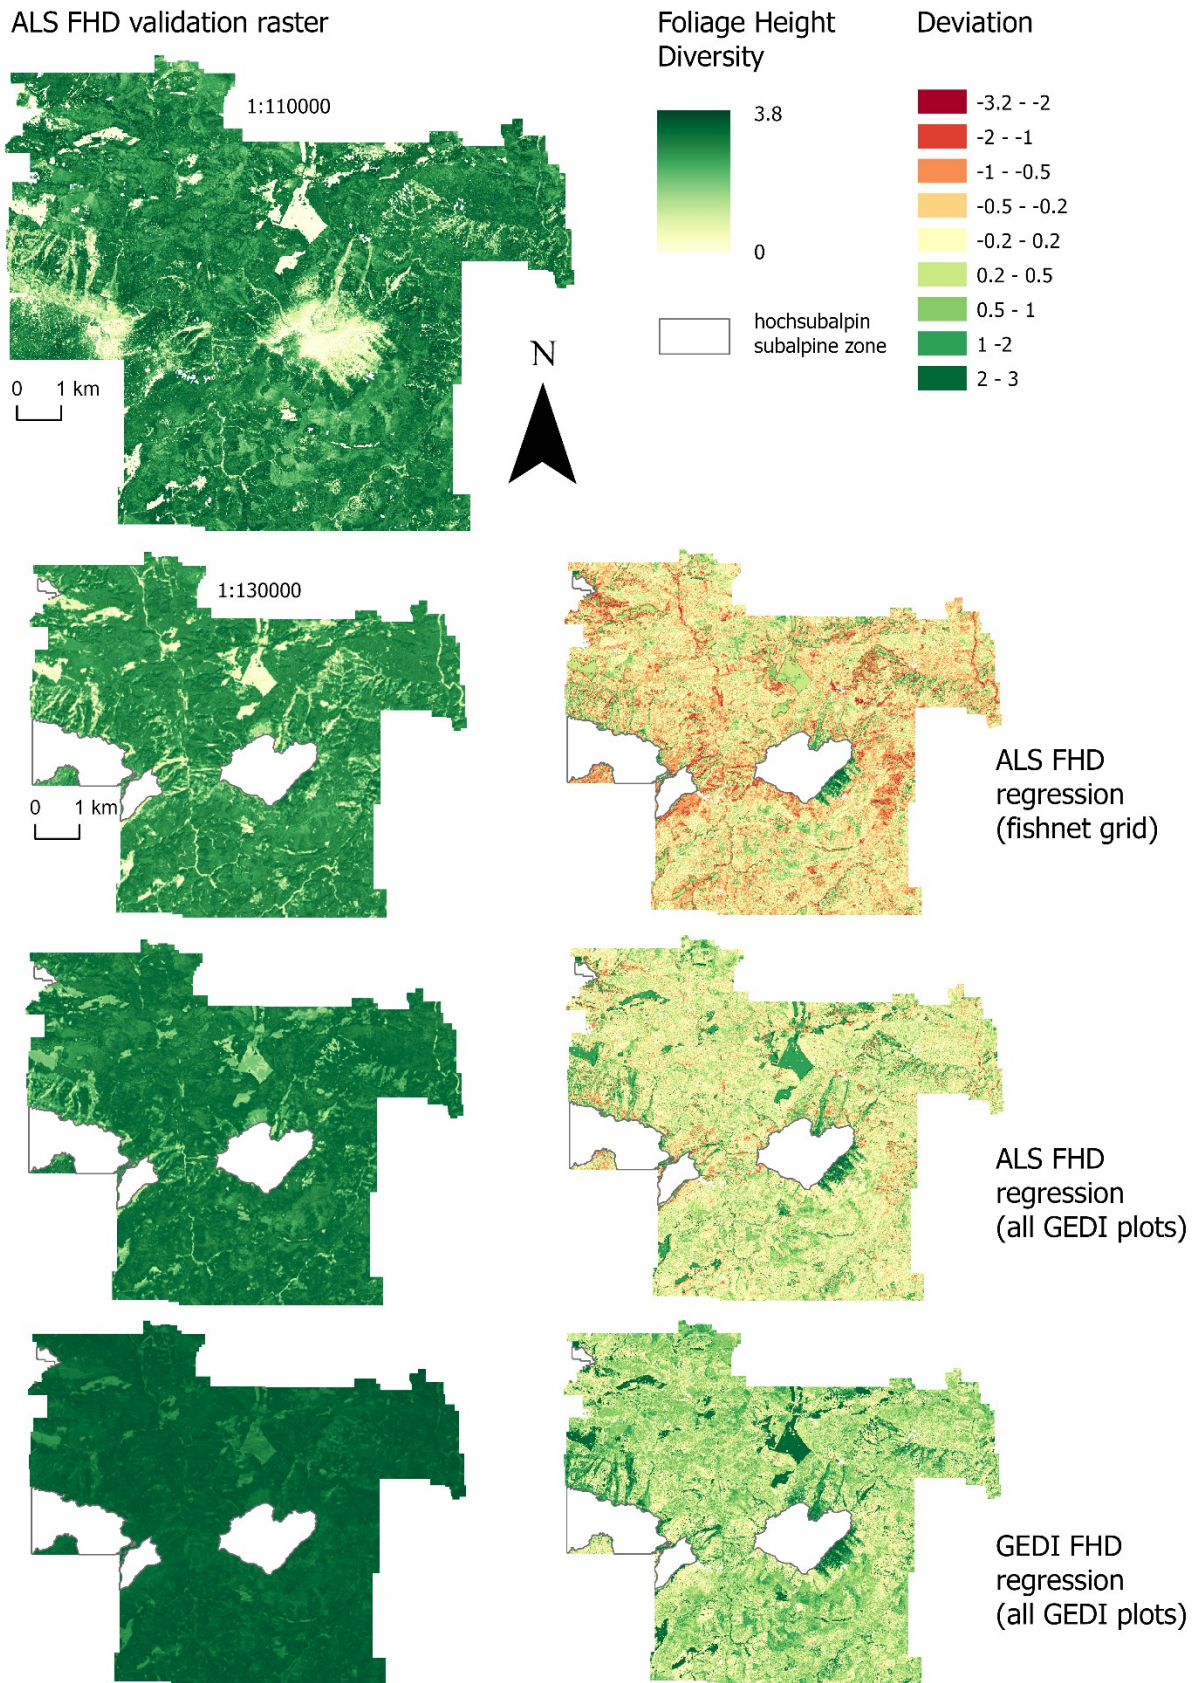 ALS FHD validation raster
1:110000
0 1 km
N
Foliage Height
Diversity
3.8
0
hochsubalpin
subalpine zone
Deviation
-3.2 - -2
-2 - -1
-1 - -0.5
-0.5 - -0.2
-0.2 - 0.2
0.2 - 0.5
0.5 - 1
1 -2
2 - 3
1:130000
0 1 km
ALS FHD
regression
(fishnet grid)
ALS FHD
regression
(all GEDI plots)
GEDI FHD
regression
(all GEDI plots)